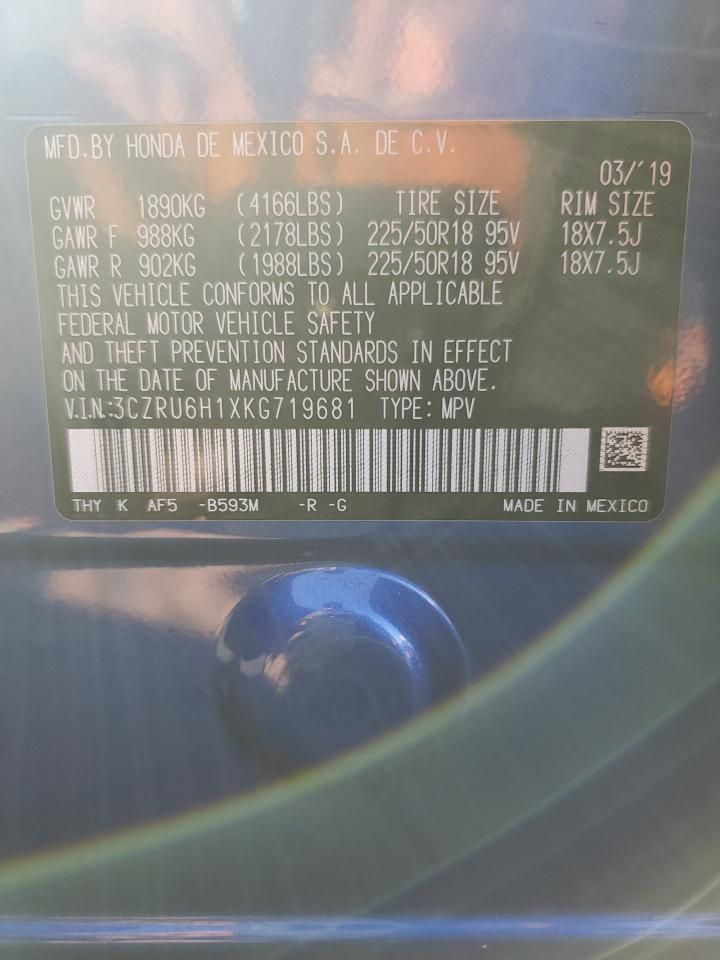 MFD.BY HONDA DE MEXICO S.A. DE C.V.
03/'19
GVWR 1890KG (4166LBS) TIRE SIZE RIM SIZE
GAWR F 988KG (2178LBS) 225/50R18 95V 18X7.5J
GAWR R 902KG (1988LBS) 225/50R18 95V 18X7.5J
THIS VEHICLE CONFORMS TO ALL APPLICABLE
FEDERAL MOTOR VEHICLE SAFETY
AND THEFT PREVENTION STANDARDS IN EFFECT
ON THE DATE OF MANUFACTURE SHOWN ABOVE.
V.I.N.:3CZRU6H1XKG719681 TYPE: MPV
THY K AF5 -B593M -R -G MADE IN MEXICO